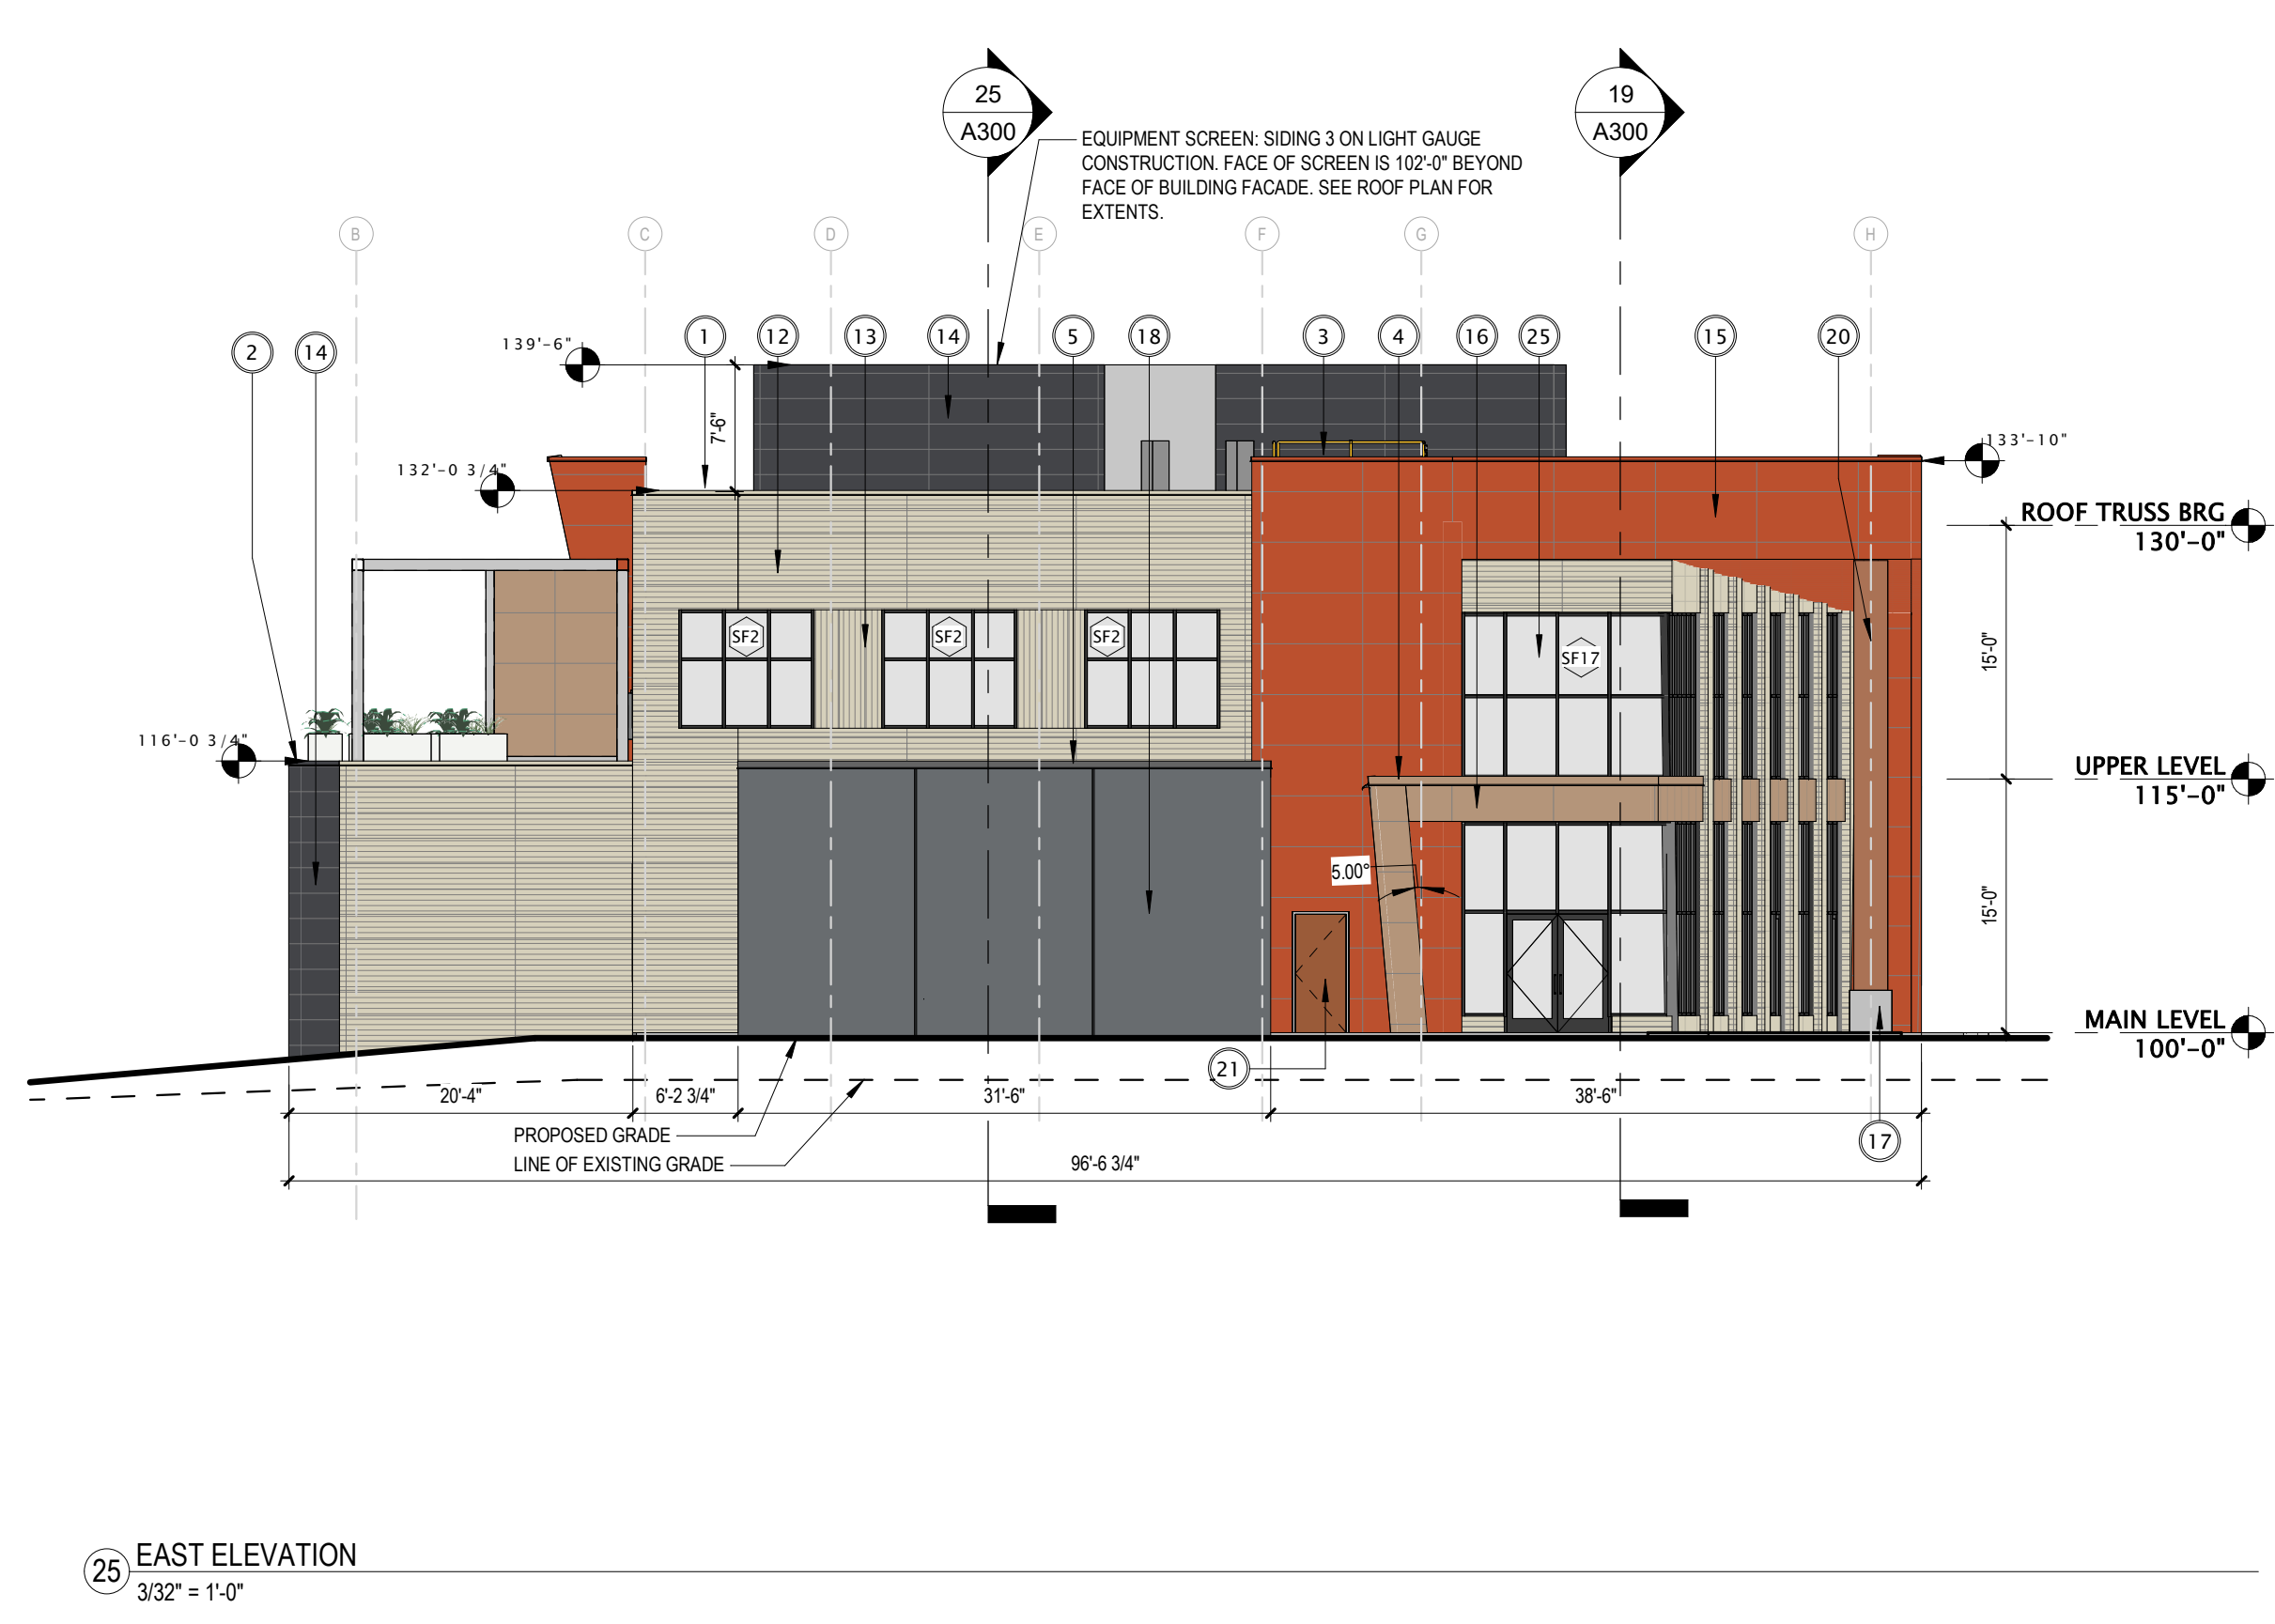 25
A300
19
A300
EQUIPMENT SCREEN: SIDING 3 ON LIGHT GAUGE
CONSTRUCTION. FACE OF SCREEN IS 102'-0" BEYOND
FACE OF BUILDING FACADE. SEE ROOF PLAN FOR
EXTENTS.
B
C
D
E
F
G
H
2
14
139'-6"
1
12
13
14
5
18
3
4
16
25
15
20
7'-6"
132'-0 3/4"
133'-10"
ROOF TRUSS BRG
130'-0"
SF2
SF2
SF2
SF17
15'-0"
116'-0 3/4"
UPPER LEVEL
115'-0"
5.00°
15'-0"
MAIN LEVEL
100'-0"
21
20'-4"
6'-2 3/4"
31'-6"
38'-6"
PROPOSED GRADE
LINE OF EXISTING GRADE
17
96'-6 3/4"
25
EAST ELEVATION
3/32" = 1'-0"